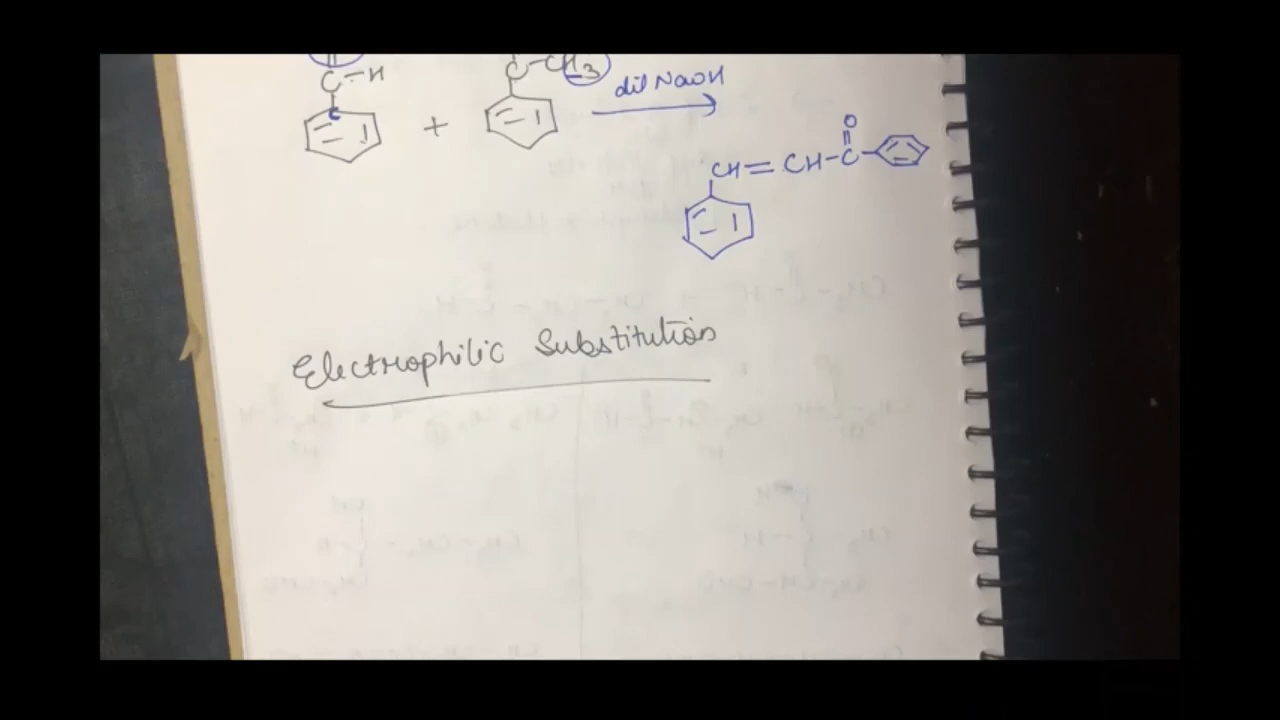 C-H
C-CH3
+
dil NaOH
O
CH=CH-C
Electrophilic Substitution